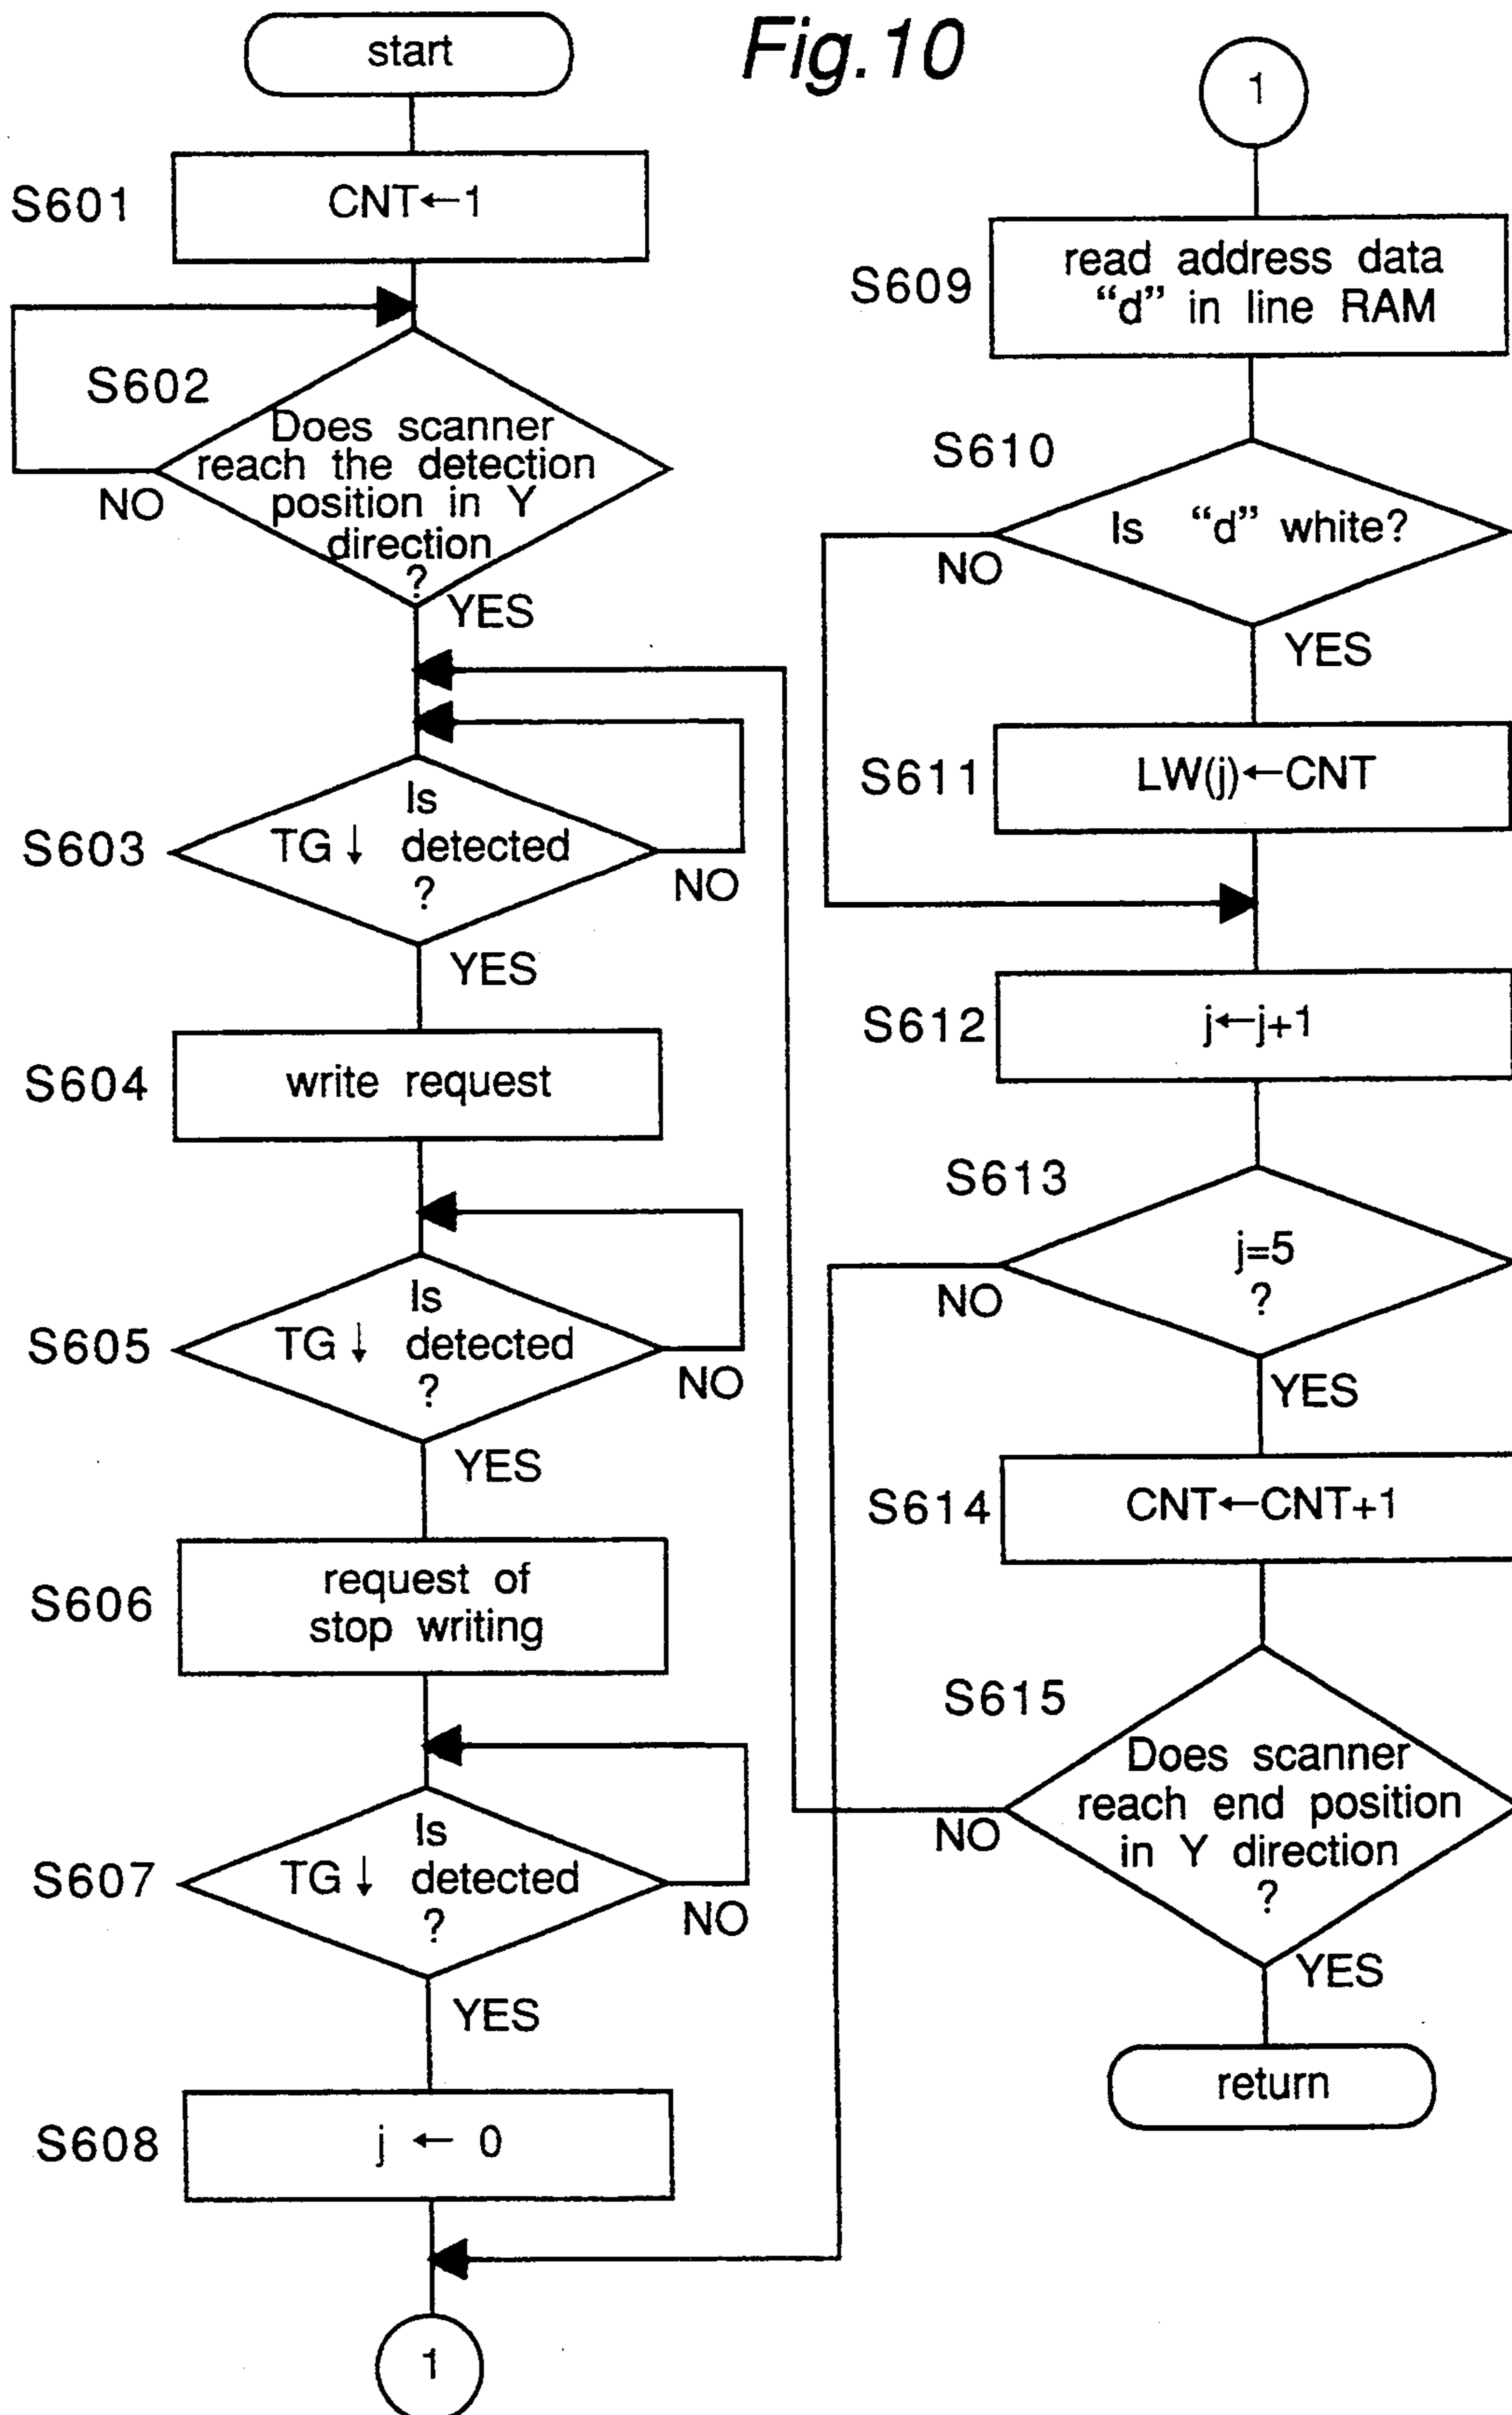 Fig.10
start
S601
CNT←1
S602
Does scanner
reach the detection
position in Y
direction
?
NO
YES
S603
Is
TG↓ detected
?
NO
YES
S604
write request
S605
Is
TG↓ detected
?
NO
YES
S606
request of
stop writing
S607
Is
TG↓ detected
?
NO
YES
S608
j ← 0
1
1
S609
read address data
“d” in line RAM
S610
Is “d” white?
NO
YES
S611
LW(j)←CNT
S612
j←j+1
S613
j=5
?
NO
YES
S614
CNT←CNT+1
S615
Does scanner
reach end position
in Y direction
?
NO
YES
return